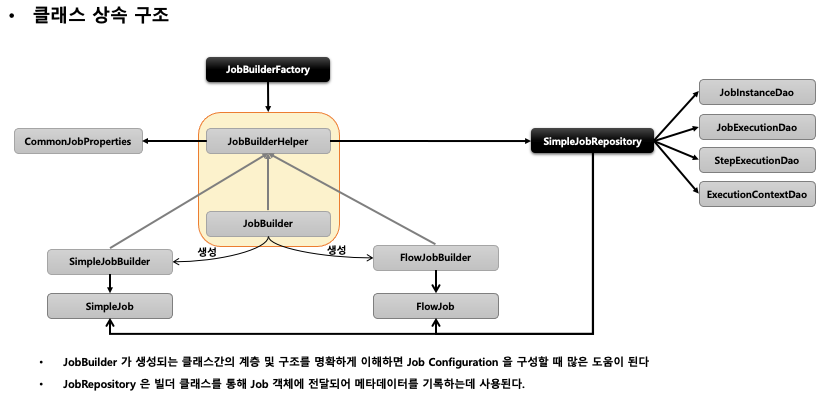 • 클래스 상속 구조
JobBuilderFactory
JobInstanceDao
CommonJobProperties
JobBuilderHelper
SimpleJobRepository
JobExecutionDao
StepExecutionDao
ExecutionContextDao
JobBuilder
생성
생성
SimpleJobBuilder
FlowJobBuilder
SimpleJob
FlowJob
• JobBuilder 가 생성되는 클래스간의 계층 및 구조를 명확하게 이해하면 Job Configuration 을 구성할 때 많은 도움이 된다
• JobRepository 은 빌더 클래스를 통해 Job 객체에 전달되어 메타데이터를 기록하는데 사용된다.